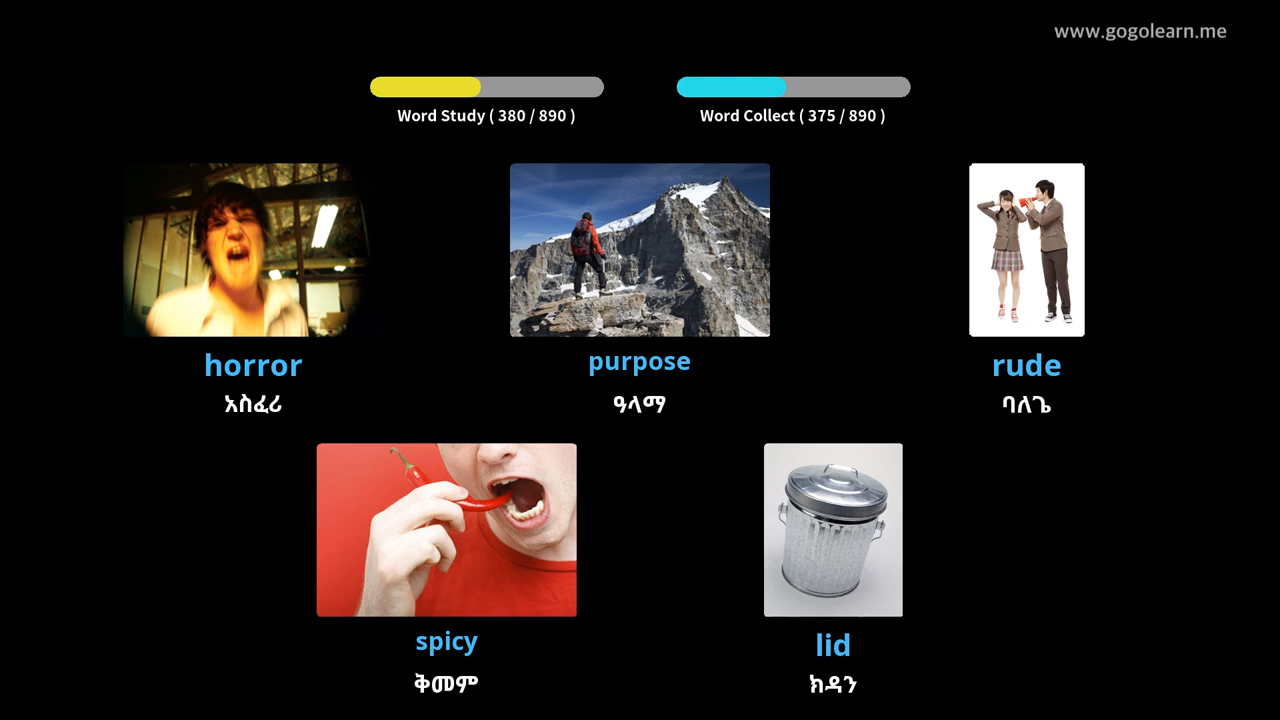 www.gogolearn.me
Word Study ( 380 / 890 )
Word Collect ( 375 / 890 )
horror
purpose
rude
አስፈሪ
ዓላማ
ባለጌ
spicy
lid
ቅመም
ክዳን